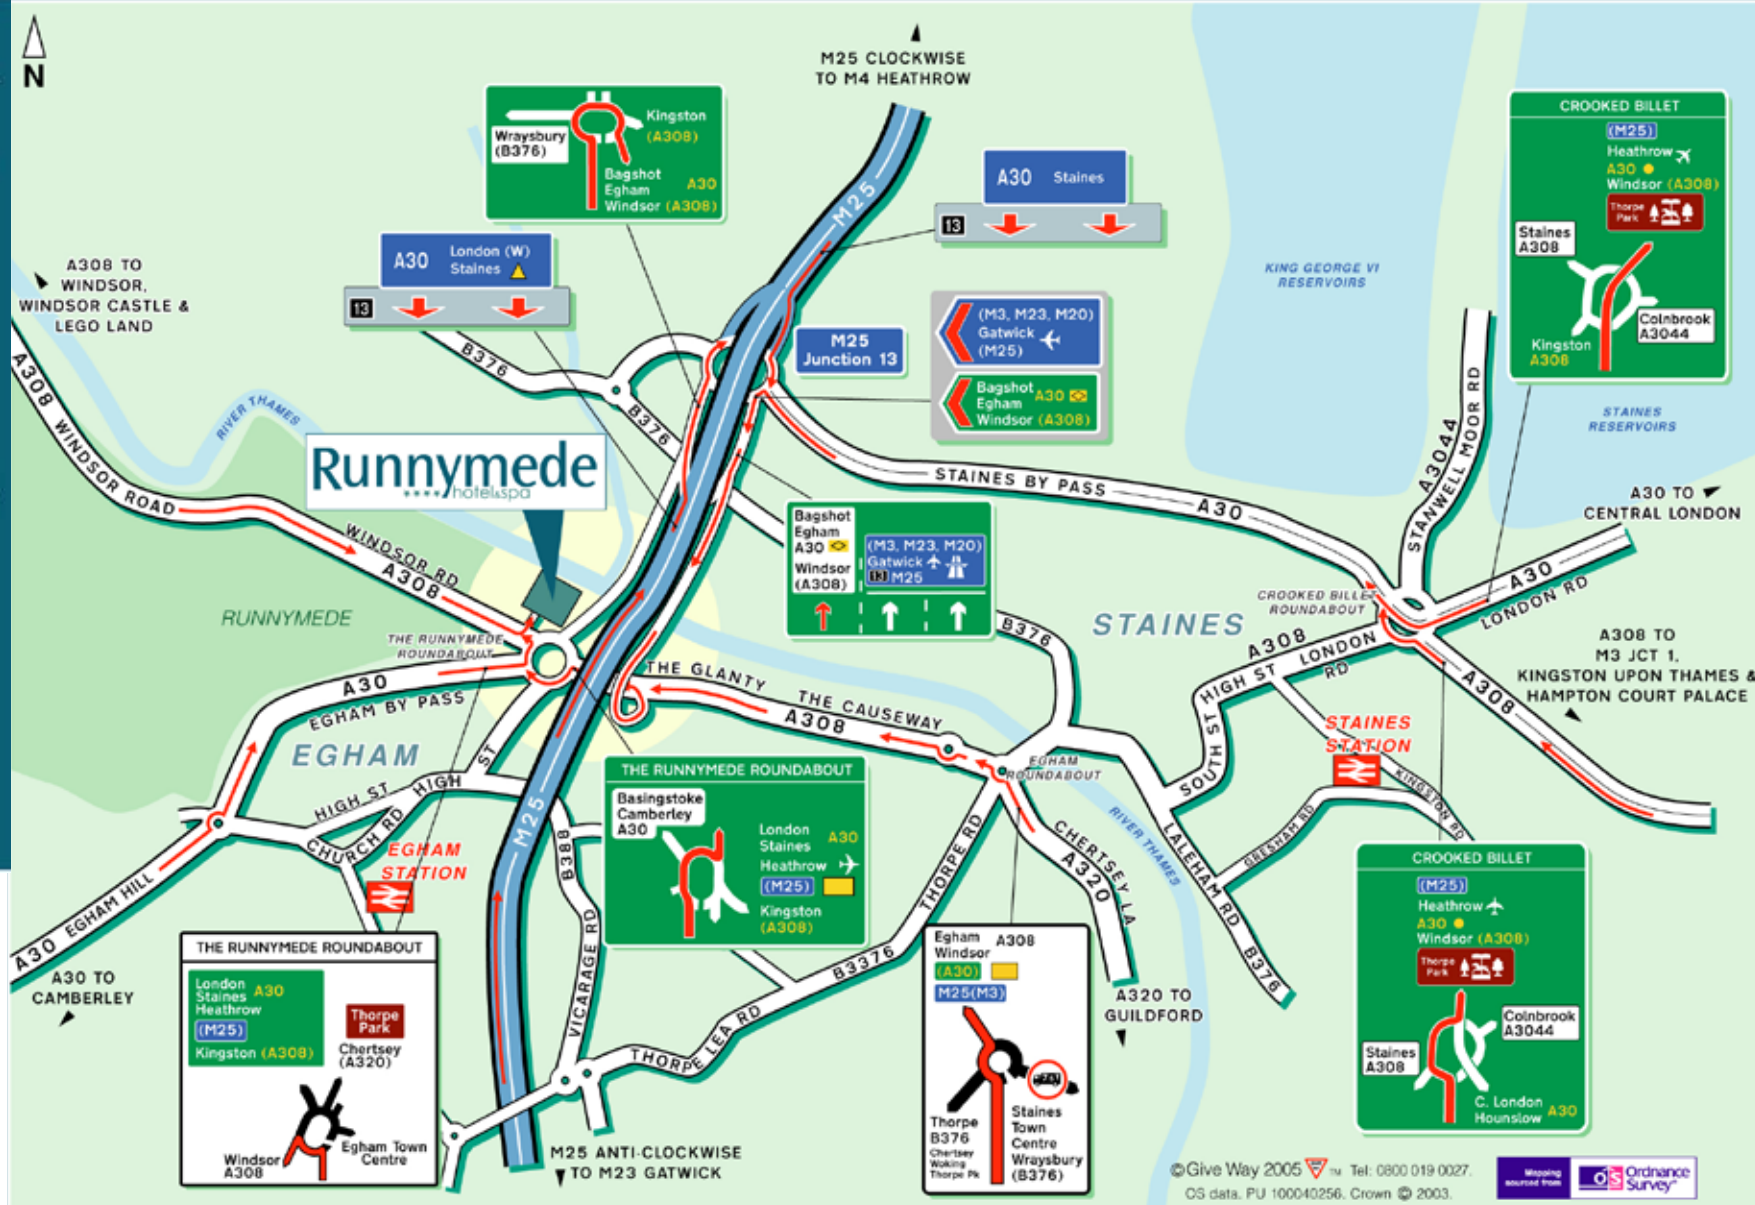 N
M25 CLOCKWISE
TO M4 HEATHROW
Wraysbury
(B376)
Kingston
(A308)
Bagshot
Egham A30
Windsor (A308)
A30 Staines
13
CROOKED BILLET
(M25)
Heathrow
A30
Windsor (A308)
Thorpe
Park
Staines
A308
Colnbrook
A3044
Kingston
A308
A308 TO
WINDSOR,
WINDSOR CASTLE &
LEGO LAND
A30 London (W)
Staines
13
M25
KING GEORGE VI
RESERVOIRS
(M3, M23, M20)
Gatwick
(M25)
Bagshot A30
Egham
Windsor (A308)
M25
Junction 13
B376
B376
RIVER THAMES
STAINES
RESERVOIRS
A308 WINDSOR ROAD
Runnymede
hotel&spa
STAINES BY PASS
A30
A3044
STANWELL MOOR RD
A30 TO
CENTRAL LONDON
Bagshot
Egham
A30
Windsor
(A308)
(M3, M23, M20)
Gatwick
13 M25
WINDSOR RD
A308
RUNNYMEDE
THE RUNNYMEDE
ROUNDABOUT
B376
STAINES
CROOKED BILLET
ROUNDABOUT
A30
LONDON RD
A308
LONDON
RD
HIGH ST
A308 TO
M3 JCT 1,
KINGSTON UPON THAMES &
HAMPTON COURT PALACE
A308
A30
EGHAM BY PASS
THE GLANTY
THE CAUSEWAY
A308
EGHAM
ROUNDABOUT
SOUTH ST
STAINES
STATION
KINGSTON RD
GRESHAM RD
EGHAM
HIGH ST
HIGH ST
CHURCH RD
EGHAM
STATION
M25
B388
VICARAGE RD
THE RUNNYMEDE ROUNDABOUT
Basingstoke
Camberley
A30
London
Staines A30
Heathrow
(M25)
Kingston
(A308)
THORPE RD
CHERTSEY LA
A320
RIVER THAMES
LALEHAM RD
B376
CROOKED BILLET
(M25)
Heathrow
A30
Windsor (A308)
Thorpe
Park
Colnbrook
A3044
Staines
A308
C. London
Hounslow A30
A30 EGHAM HILL
A30 TO
CAMBERLEY
THE RUNNYMEDE ROUNDABOUT
London
Staines A30
Heathrow
(M25)
Kingston (A308)
Thorpe
Park
Chertsey
(A320)
Egham Town
Centre
Windsor
A308
B3376
THORPE LEA RD
Egham A308
Windsor
(A30)
M25(M3)
Thorpe
B376
Chertsey
Woking
Thorpe Pk
Staines
Town
Centre
Wraysbury
(B376)
A320 TO
GUILDFORD
M25 ANTI-CLOCKWISE
TO M23 GATWICK
©Give Way 2005 TM Tel: 0800 019 0027.
OS data. PU 100040256. Crown © 2003.
Mapping
sourced from
OS Ordnance
Survey